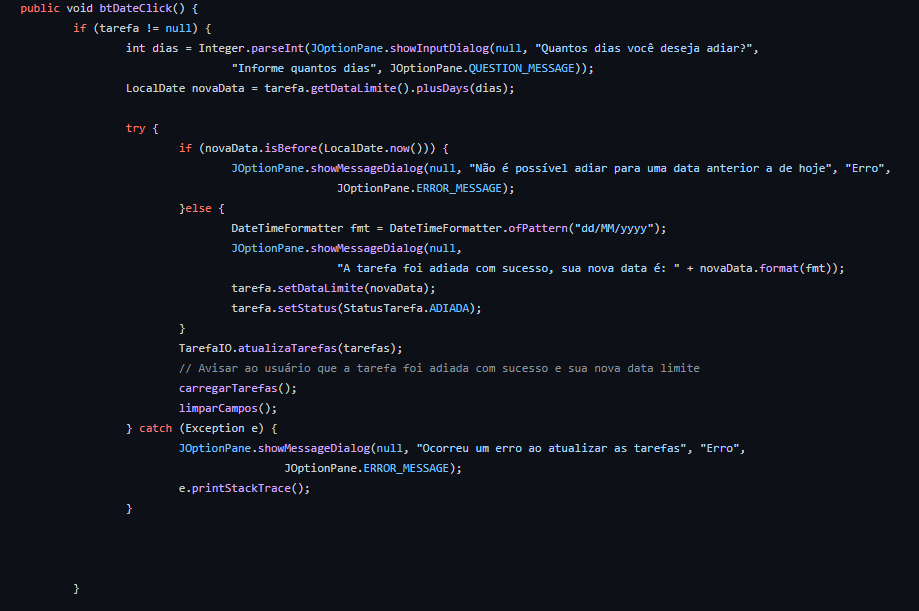 public void btDateClick() {
if (tarefa != null) {
int dias = Integer.parseInt(JOptionPane.showInputDialog(null, "Quantos dias você deseja adiar?",
"Informe quantos dias", JOptionPane.QUESTION_MESSAGE));
LocalDate novaData = tarefa.getDataLimite().plusDays(dias);
try {
if (novaData.isBefore(LocalDate.now())) {
JOptionPane.showMessageDialog(null, "Não é possível adiar para uma data anterior a de hoje", "Erro",
JOptionPane.ERROR_MESSAGE);
}else {
DateTimeFormatter fmt = DateTimeFormatter.ofPattern("dd/MM/yyyy");
JOptionPane.showMessageDialog(null,
"A tarefa foi adiada com sucesso, sua nova data é: " + novaData.format(fmt));
tarefa.setDataLimite(novaData);
tarefa.setStatus(StatusTarefa.ADIADA);
}
TarefaIO.atualizaTarefas(tarefas);
// Avisar ao usuário que a tarefa foi adiada com sucesso e sua nova data limite
carregarTarefas();
limparCampos();
} catch (Exception e) {
JOptionPane.showMessageDialog(null, "Ocorreu um erro ao atualizar as tarefas", "Erro",
JOptionPane.ERROR_MESSAGE);
e.printStackTrace();
}
}